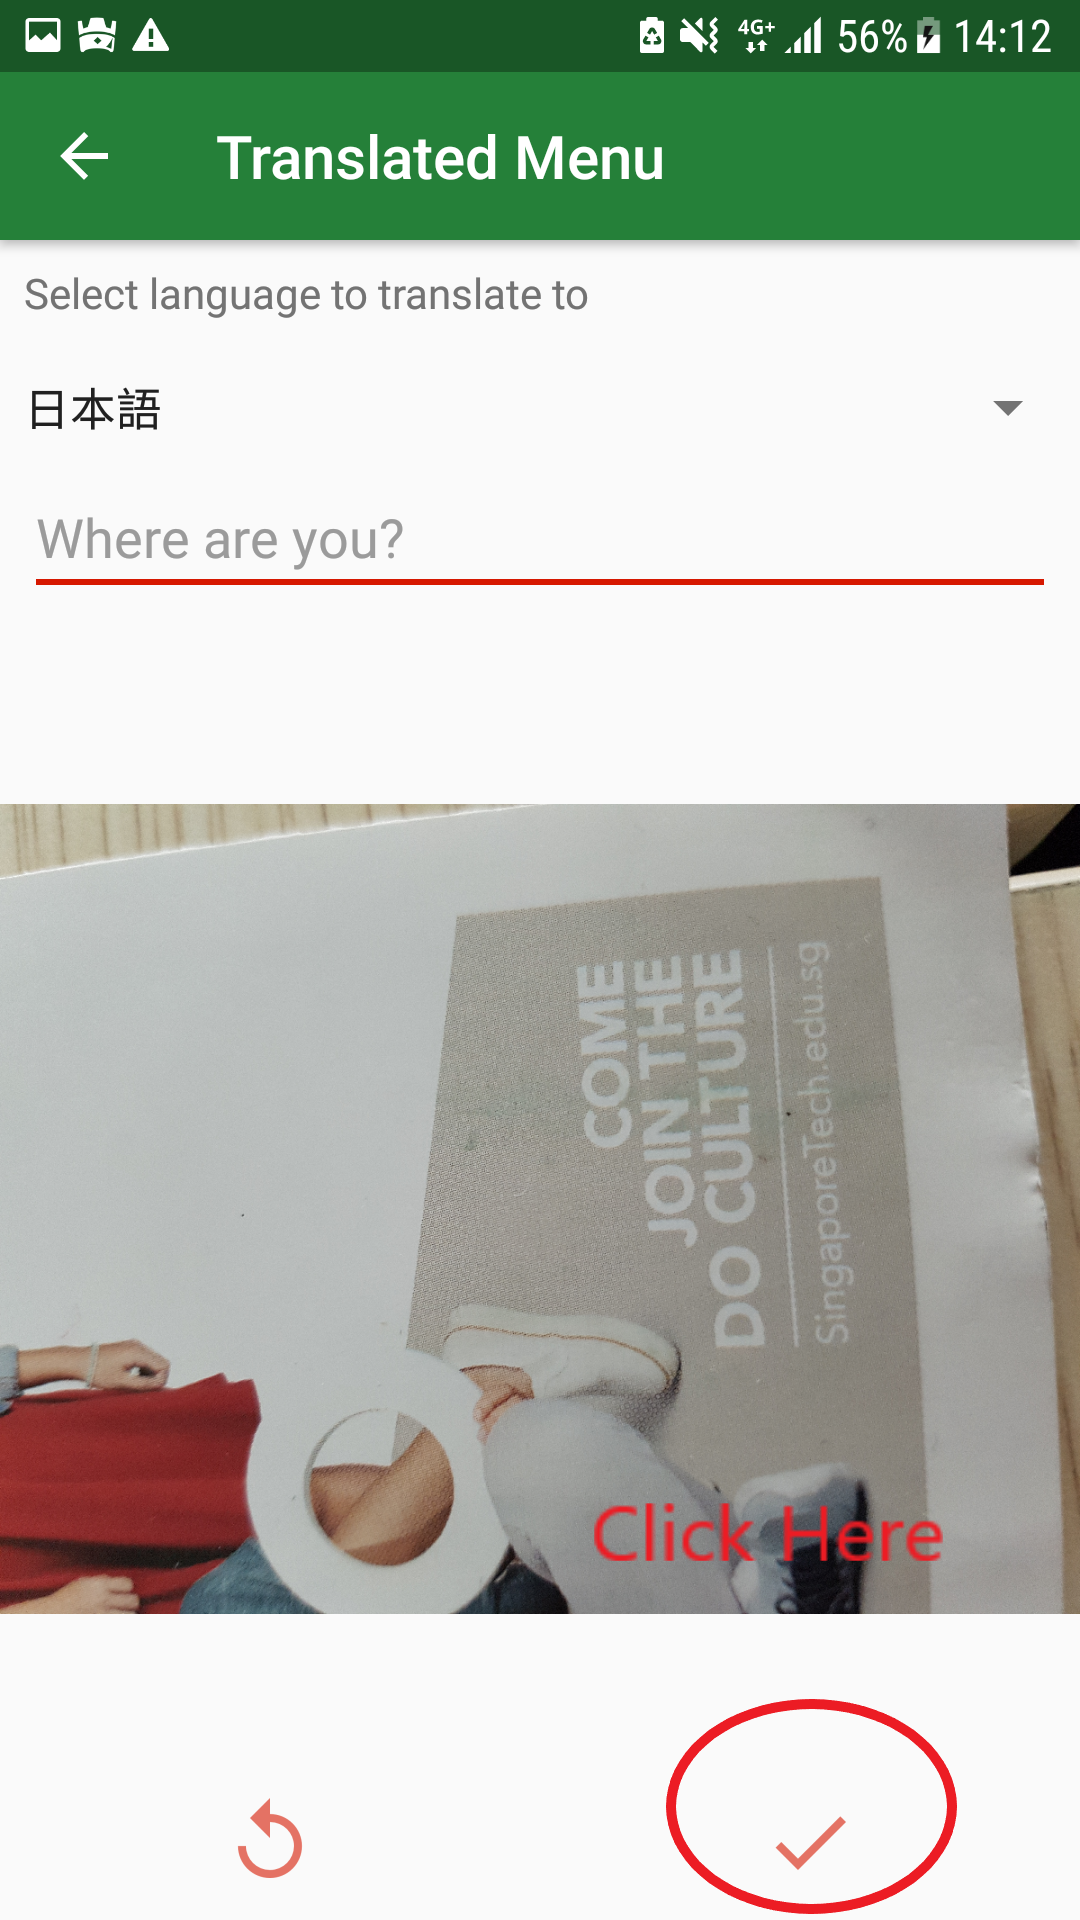 4G+ 56% 14:12
Translated Menu
Select language to translate to
日本語
Where are you?
COME
JOIN THE
DO CULTURE
SingaporeTech.edu.sg
Click Here